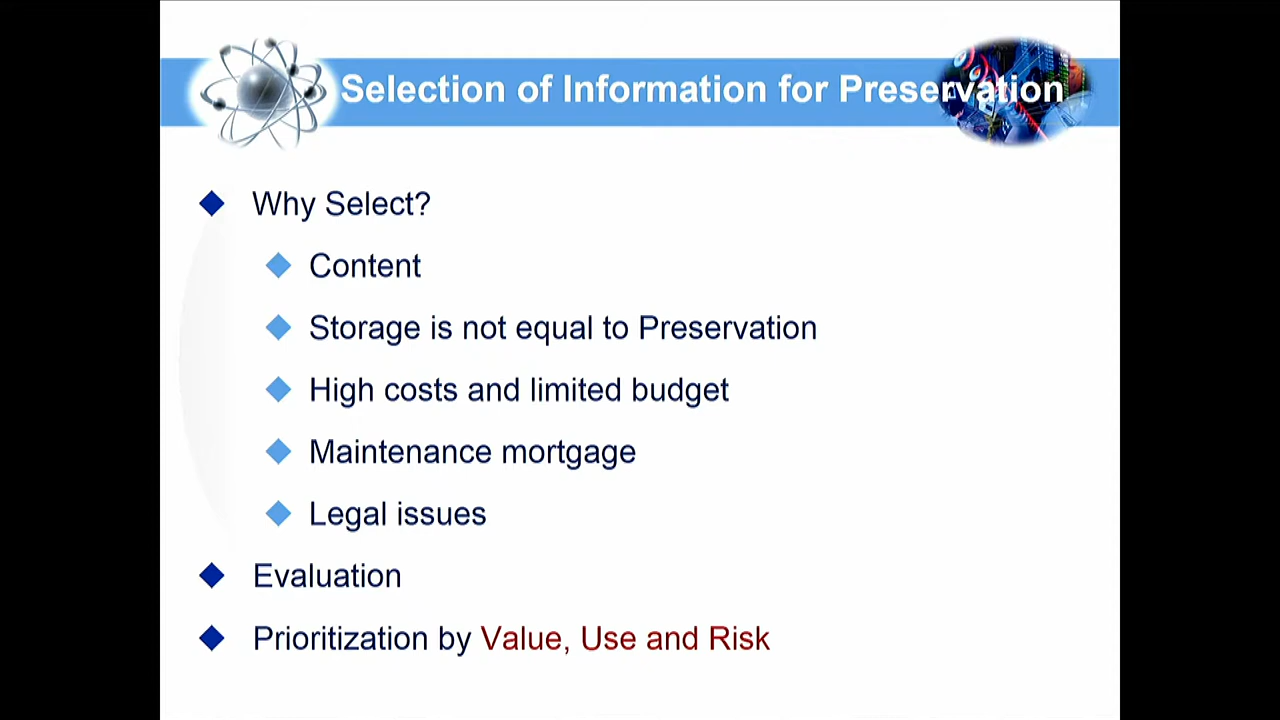 Selection of Information for Preservation
Why Select?
Content
Storage is not equal to Preservation
High costs and limited budget
Maintenance mortgage
Legal issues
Evaluation
Prioritization by Value, Use and Risk